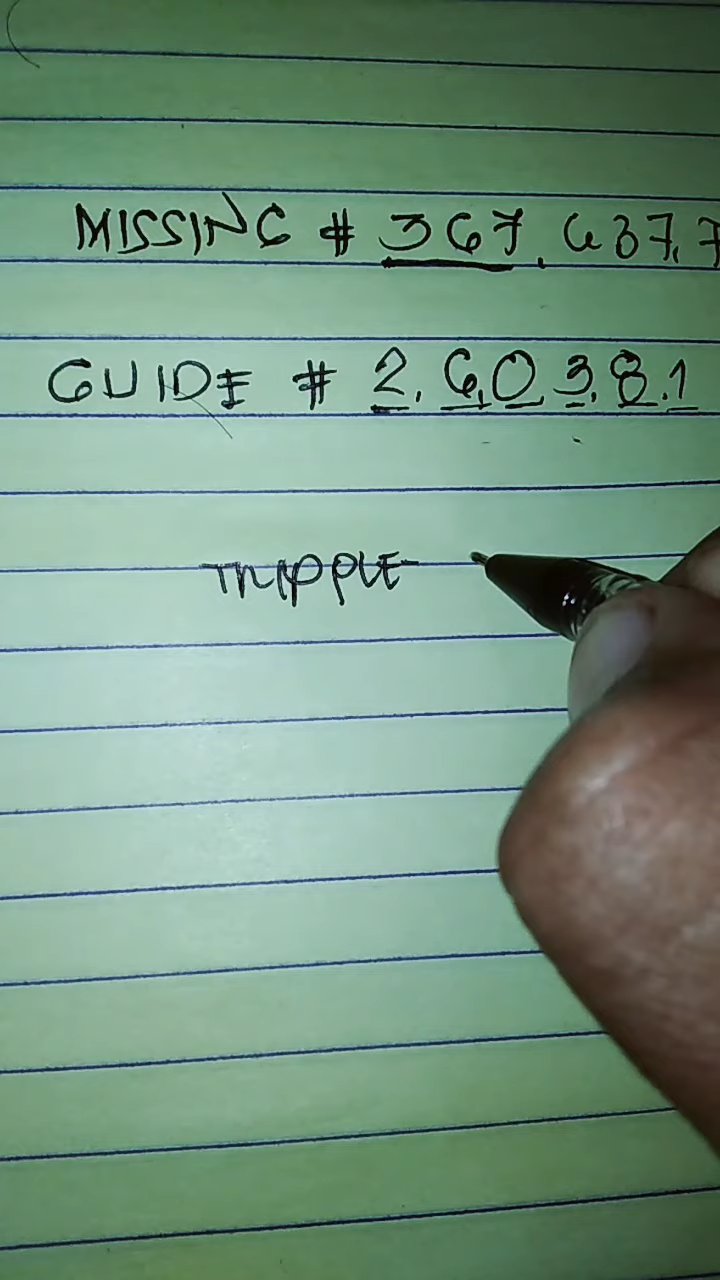 MISSING # 367, 637, 7
GUIDE # 2. 6, 0, 3, 8. 1
TRIPPLE